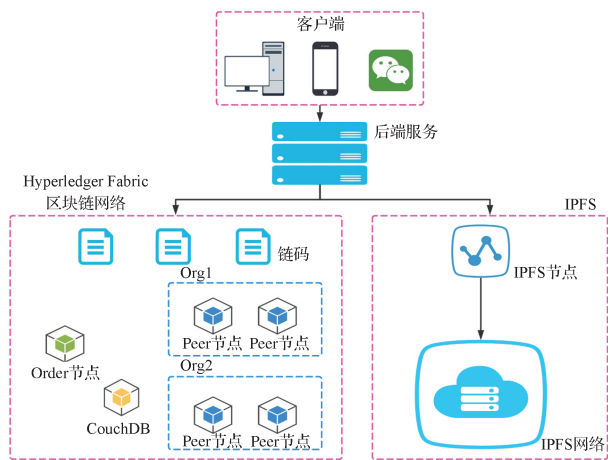 客户端
后端服务
Hyperledger Fabric
区块链网络
IPFS
链码
IPFS节点
Org1
Peer节点 Peer节点
Order节点
Org2
CouchDB
Peer节点 Peer节点
IPFS网络